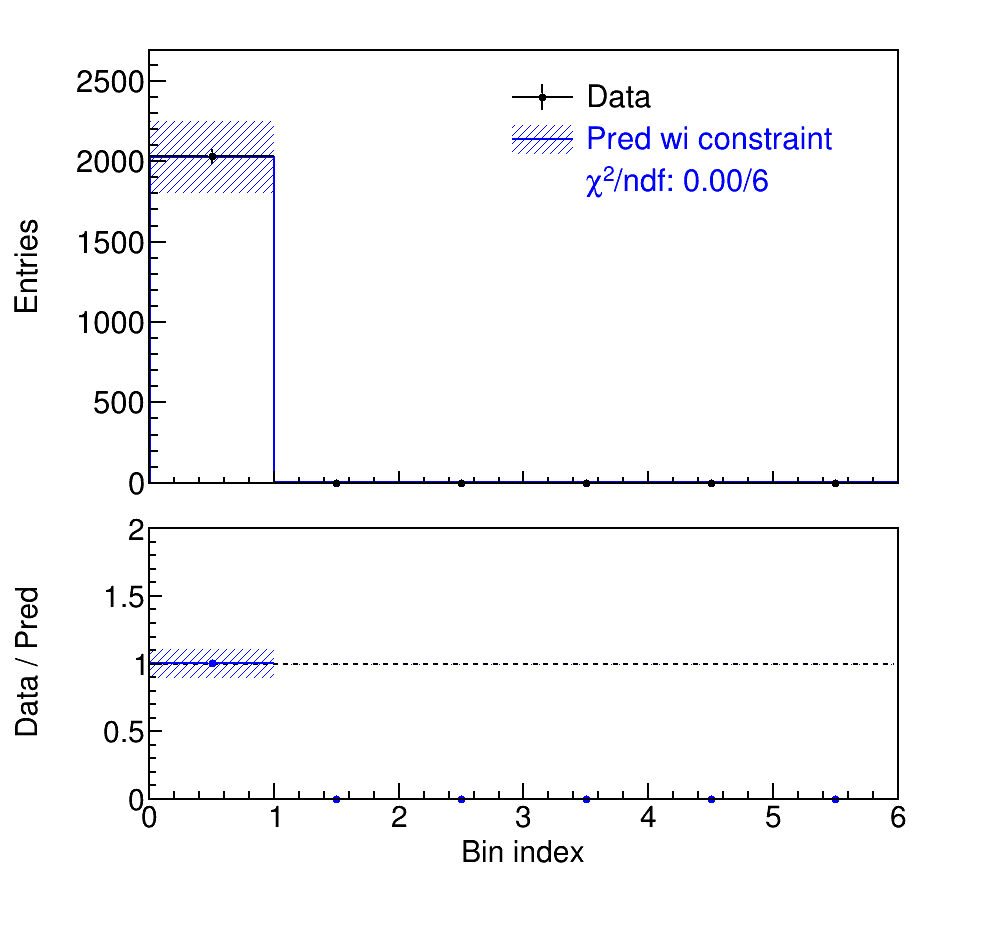 2500
2000
1500
1000
500
0
Entries
Data
Pred wi constraint
χ²/ndf: 0.00/6
2
1.5
1
0.5
0
Data / Pred
0 1 2 3 4 5 6
Bin index